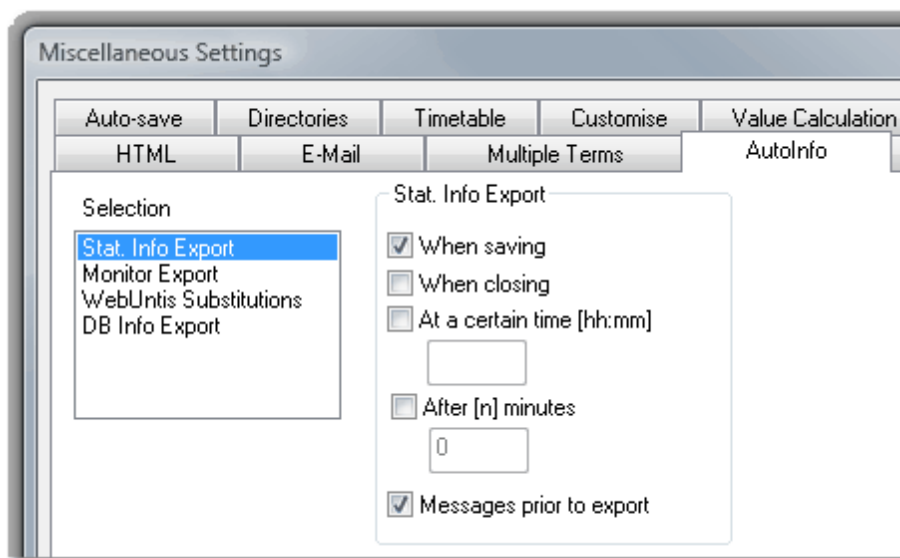 Miscellaneous Settings
Auto-save Directories Timetable Customise Value Calculation
HTML E-Mail Multiple Terms AutoInfo
Selection
Stat. Info Export
Monitor Export
WebUntis Substitutions
DB Info Export
Stat. Info Export
When saving
When closing
At a certain time [hh:mm]
After [n] minutes
0
Messages prior to export